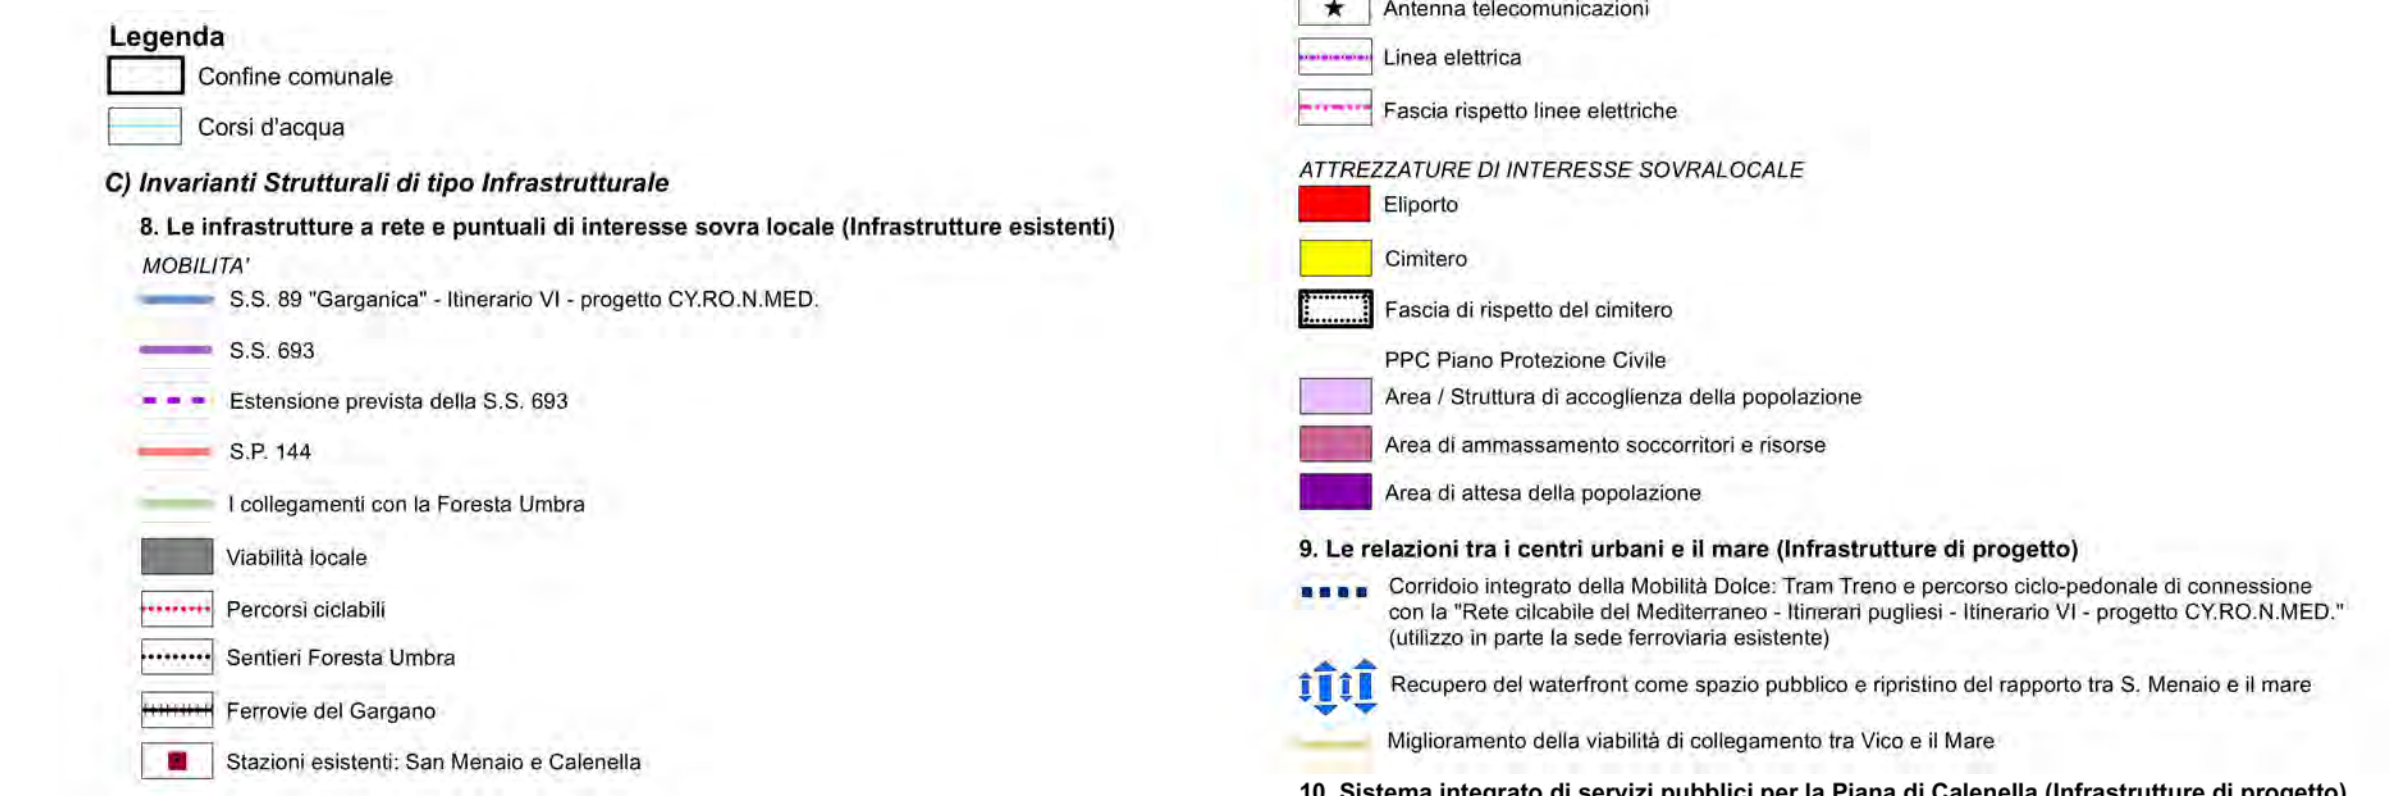 Legenda
Confine comunale
Corsi d'acqua
C) Invarianti Strutturali di tipo Infrastrutturale
8. Le infrastrutture a rete e puntuali di interesse sovra locale (Infrastrutture esistenti)
MOBILITA'
S.S. 89 "Garganica" - Itinerario VI - progetto CY.RO.N.MED.
S.S. 693
Estensione prevista della S.S. 693
S.P. 144
I collegamenti con la Foresta Umbra
Viabilità locale
Percorsi ciclabili
Sentieri Foresta Umbra
Ferrovie del Gargano
Stazioni esistenti: San Menaio e Calenella
Antenna telecomunicazioni
Linea elettrica
Fascia rispetto linee elettriche
ATTREZZATURE DI INTERESSE SOVRALOCALE
Eliporto
Cimitero
Fascia di rispetto del cimitero
PPC Piano Protezione Civile
Area / Struttura di accoglienza della popolazione
Area di ammassamento soccorritori e risorse
Area di attesa della popolazione
9. Le relazioni tra i centri urbani e il mare (Infrastrutture di progetto)
Corridoio integrato della Mobilità Dolce: Tram Treno e percorso ciclo-pedonale di connessione
con la "Rete cilcabile del Mediterraneo - Itinerari pugliesi - Itinerario VI - progetto CY.RO.N.MED."
(utilizzo in parte la sede ferroviaria esistente)
Recupero del waterfront come spazio pubblico e ripristino del rapporto tra S. Menaio e il mare
Miglioramento della viabilità di collegamento tra Vico e il Mare
10. Sistema integrato di servizi pubblici per la Piana di Calenella (Infrastrutture di progetto)